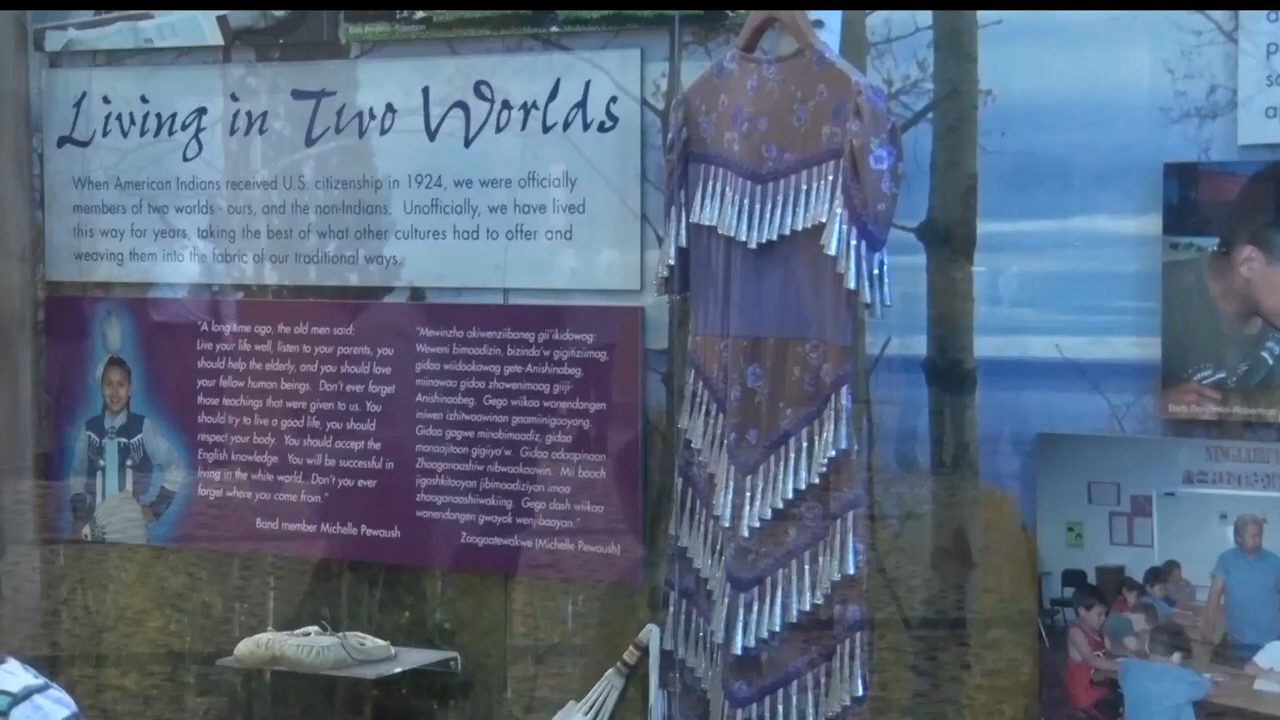 Living in Two Worlds
When American Indians received U.S. citizenship in 1924, we were officially
members of two worlds - ours, and the non-Indians. Unofficially, we have lived
this way for years, taking the best of what other cultures had to offer and
weaving them into the fabric of our traditional ways.
"A long time ago, the old men said:
Live your life well, listen to your parents, you
should help the elderly, and you should love
your fellow human beings. Don't ever forget
those teachings that were given to us. You
should try to live a good life, you should
respect your body. You should accept the
English knowledge. You will be successful in
living in the white world. Don't you ever
forget where you come from."
Band member Michelle Pewaush
"Mewinzho akiwenziibaneg gii'ikidowag:
Weweni bimaadizin, bizinda'w gigitiziimag,
gidaa wiidookawag gete-Anishinabeg,
miinawaa gidaa zhawenimaag giiji-
Anishinaabeg. Gego wiikaa wanendangen
iniwen izhitwaawinan gaamiinigooyang.
Gidaa gagwe minobimaadiz, gidaa
manaajitoon gigiiya'w. Gidaa odaapinaan
Zhaaganaashiw nibwaakaawin. Mii booch
jigashkitooyan jibimaadiziyan imaa
zhaaganaashiiwakiing. Gego dash wiikaa
wanendangen gwayak wenjibaayan."
Zaagaatewakwe (Michelle Pewaush)